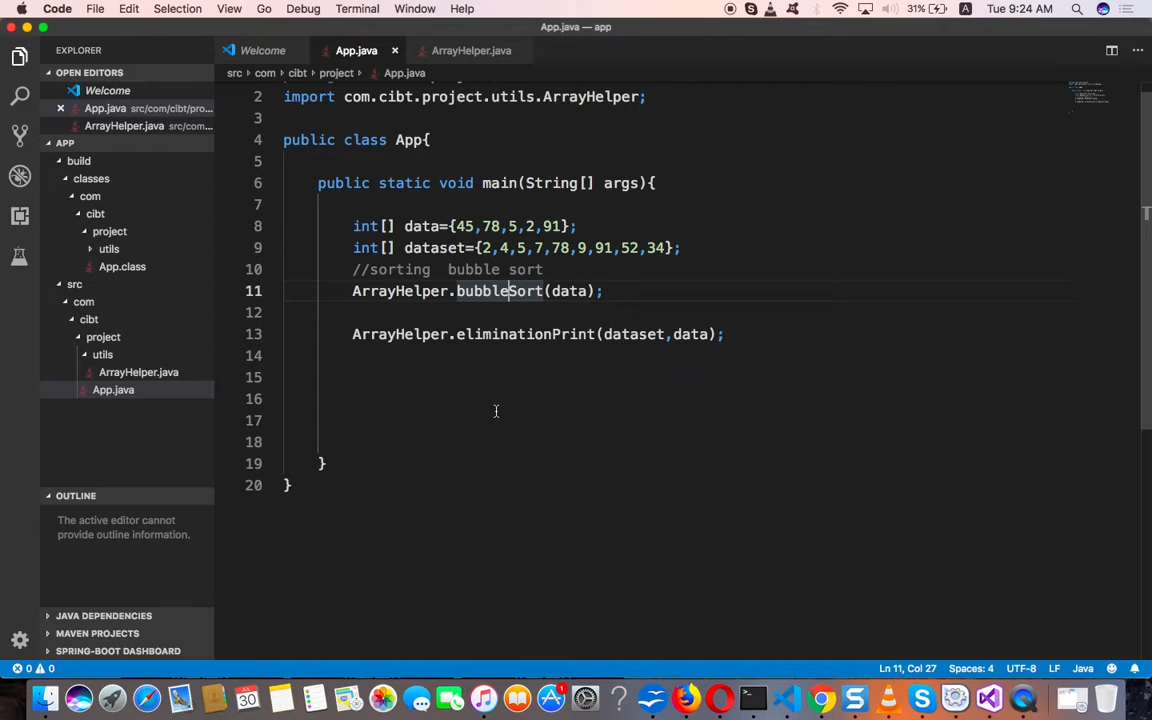 Code File Edit Selection View Go Debug Terminal Window Help 31% A Tue 9:24 AM
App.java — app
EXPLORER
Welcome App.java × ArrayHelper.java
OPEN EDITORS
src › com › cibt › project › App.java
Welcome
× App.java src/com/cibt/pro...
ArrayHelper.java src/com...
APP
build
classes
com
cibt
project
utils
App.class
src
com
cibt
project
utils
ArrayHelper.java
App.java
2 import com.cibt.project.utils.ArrayHelper;
3
4 public class App{
5
6 public static void main(String[] args){
7
8 int[] data={45,78,5,2,91};
9 int[] dataset={2,4,5,7,78,9,91,52,34};
10 //sorting  bubble sort
11 ArrayHelper.bubbleSort(data);
12
13 ArrayHelper.eliminationPrint(dataset,data);
14
15
16
17
18
19 }
20 }
OUTLINE
The active editor cannot
provide outline information.
JAVA DEPENDENCIES
MAVEN PROJECTS
SPRING-BOOT DASHBOARD
0 0 Ln 11, Col 27 Spaces: 4 UTF-8 LF Java
JUL
30
1